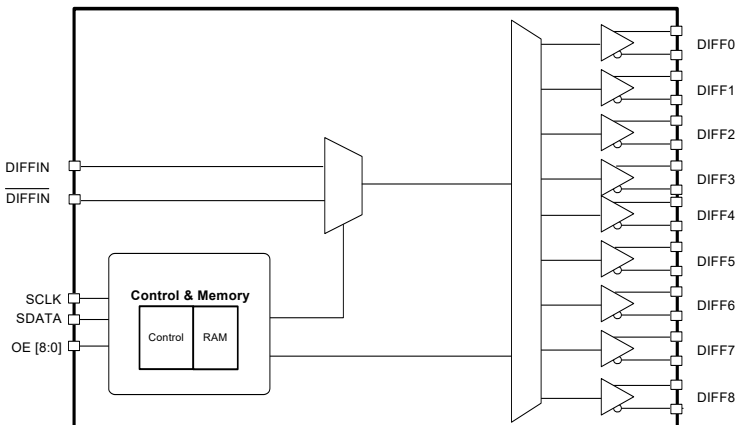 DIFF0
DIFF1
DIFF2
DIFFIN
DIFFIN
DIFF3
DIFF4
DIFF5
SCLK
SDATA
OE [8:0]
Control & Memory
Control
RAM
DIFF6
DIFF7
DIFF8